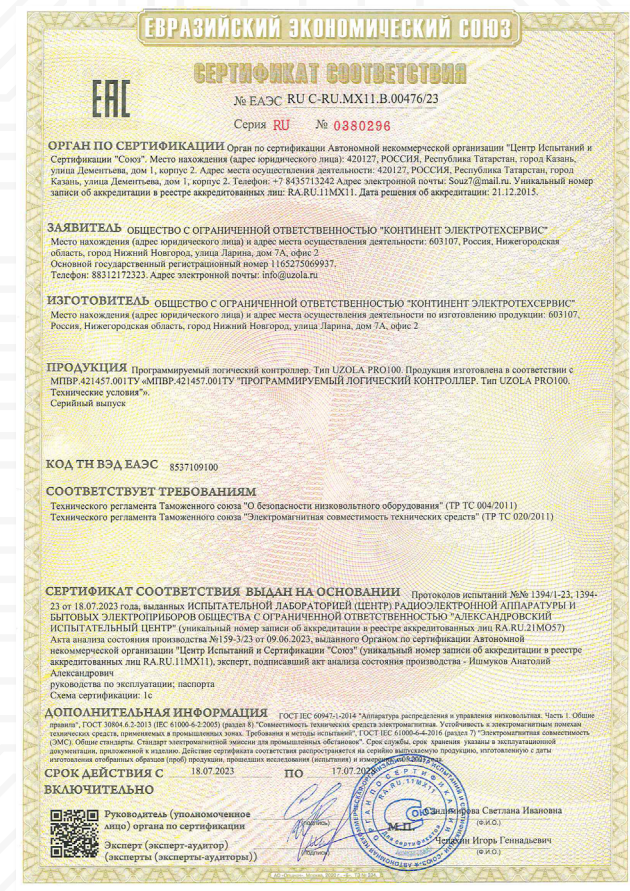 ЕВРАЗИЙСКИЙ ЭКОНОМИЧЕСКИЙ СОЮЗ
СЕРТИФИКАТ СООТВЕТСТВИЯ
EAC
№ ЕАЭС RU C-RU.MX11.B.00476/23
Серия RU № 0380296
ОРГАН ПО СЕРТИФИКАЦИИ Орган по сертификации Автономной некоммерческой организации "Центр Испытаний и
Сертификации "Союз". Место нахождения (адрес юридического лица): 420127, РОССИЯ, Республика Татарстан, город Казань,
улица Дементьева, дом 1, корпус 2. Адрес места осуществления деятельности: 420127, РОССИЯ, Республика Татарстан, город
Казань, улица Дементьева, дом 1, корпус 2. Телефон: +7 8435713242 Адрес электронной почты: Souz7@mail.ru. Уникальный номер
записи об аккредитации в реестре аккредитованных лиц: RA.RU.11MX11. Дата решения об аккредитации: 21.12.2015.
ЗАЯВИТЕЛЬ ОБЩЕСТВО С ОГРАНИЧЕННОЙ ОТВЕТСТВЕННОСТЬЮ "КОНТИНЕНТ ЭЛЕКТРОТЕХСЕРВИС"
Место нахождения (адрес юридического лица) и адрес места осуществления деятельности: 603107, Россия, Нижегородская
область, город Нижний Новгород, улица Ларина, дом 7А, офис 2
Основной государственный регистрационный номер 1165275069937.
Телефон: 88312172323. Адрес электронной почты: info@uzola.ru
ИЗГОТОВИТЕЛЬ ОБЩЕСТВО С ОГРАНИЧЕННОЙ ОТВЕТСТВЕННОСТЬЮ "КОНТИНЕНТ ЭЛЕКТРОТЕХСЕРВИС"
Место нахождения (адрес юридического лица) и адрес места осуществления деятельности по изготовлению продукции: 603107,
Россия, Нижегородская область, город Нижний Новгород, улица Ларина, дом 7А, офис 2
ПРОДУКЦИЯ Программируемый логический контроллер. Тип UZOLA PRO100. Продукция изготовлена в соответствии с
МПВР.421457.001ТУ «МПВР.421457.001ТУ "ПРОГРАММИРУЕМЫЙ ЛОГИЧЕСКИЙ КОНТРОЛЛЕР. Тип UZOLA PRO100.
Технические условия"».
Серийный выпуск
КОД ТН ВЭД ЕАЭС 8537109100
СООТВЕТСТВУЕТ ТРЕБОВАНИЯМ
Технического регламента Таможенного союза "О безопасности низковольтного оборудования" (ТР ТС 004/2011)
Технического регламента Таможенного союза "Электромагнитная совместимость технических средств" (ТР ТС 020/2011)
СЕРТИФИКАТ СООТВЕТСТВИЯ ВЫДАН НА ОСНОВАНИИ Протоколов испытаний №№ 1394/1-23, 1394-
23 от 18.07.2023 года, выданных ИСПЫТАТЕЛЬНОЙ ЛАБОРАТОРИЕЙ (ЦЕНТР) РАДИОЭЛЕКТРОННОЙ АППАРАТУРЫ И
БЫТОВЫХ ЭЛЕКТРОПРИБОРОВ ОБЩЕСТВА С ОГРАНИЧЕННОЙ ОТВЕТСТВЕННОСТЬЮ "АЛЕКСАНДРОВСКИЙ
ИСПЫТАТЕЛЬНЫЙ ЦЕНТР" (уникальный номер записи об аккредитации в реестре аккредитованных лиц RA.RU.21МО57)
Акта анализа состояния производства №159-3/23 от 09.06.2023, выданного Органом по сертификации Автономной
некоммерческой организации "Центр Испытаний и Сертификации "Союз" (уникальный номер записи об аккредитации в реестре
аккредитованных лиц RA.RU.11MX11), эксперт, подписавший акт анализа состояния производства - Ишмуков Анатолий
Александрович
руководства по эксплуатации; паспорта
Схема сертификации: 1с
ДОПОЛНИТЕЛЬНАЯ ИНФОРМАЦИЯ ГОСТ IEC 60947-1-2014 "Аппаратура распределения и управления низковольтная. Часть 1. Общие
правила", ГОСТ 30804.6.2-2013 (IEC 61000-6-2:2005) (раздел 8) "Совместимость технических средств электромагнитная. Устойчивость к электромагнитным помехам
технических средств, применяемых в промышленных зонах. Требования и методы испытаний", ГОСТ IEC 61000-6-4-2016 (раздел 7) "Электромагнитная совместимость
(ЭМС). Общие стандарты. Стандарт электромагнитной эмиссии для промышленных обстановок". Срок службы, срок хранения указаны в эксплуатационной
документации, приложенной к изделию. Действие сертификата соответствия распространяется на серийно выпускаемую продукцию, изготовленную с даты
изготовления отобранных образцов (проб) продукции, прошедших исследования (испытания) и измерения
СРОК ДЕЙСТВИЯ С 18.07.2023 ПО 17.07.2028
ВКЛЮЧИТЕЛЬНО
Руководитель (уполномоченное
лицо) органа по сертификации
(подпись)
М.П.
Светлана Ивановна
(Ф.И.О.)
Эксперт (эксперт-аудитор)
(эксперты (эксперты-аудиторы))
(подпись)
Игорь Геннадьевич
(Ф.И.О.)
ОРГАН ПО СЕРТИФИКАЦИИ
RA.RU.11MX11
СОЮЗ
Для сертификатов